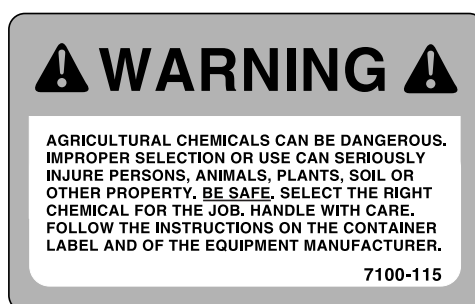 WARNING
AGRICULTURAL CHEMICALS CAN BE DANGEROUS.
IMPROPER SELECTION OR USE CAN SERIOUSLY
INJURE PERSONS, ANIMALS, PLANTS, SOIL OR
OTHER PROPERTY. BE SAFE. SELECT THE RIGHT
CHEMICAL FOR THE JOB. HANDLE WITH CARE.
FOLLOW THE INSTRUCTIONS ON THE CONTAINER
LABEL AND OF THE EQUIPMENT MANUFACTURER.
7100-115